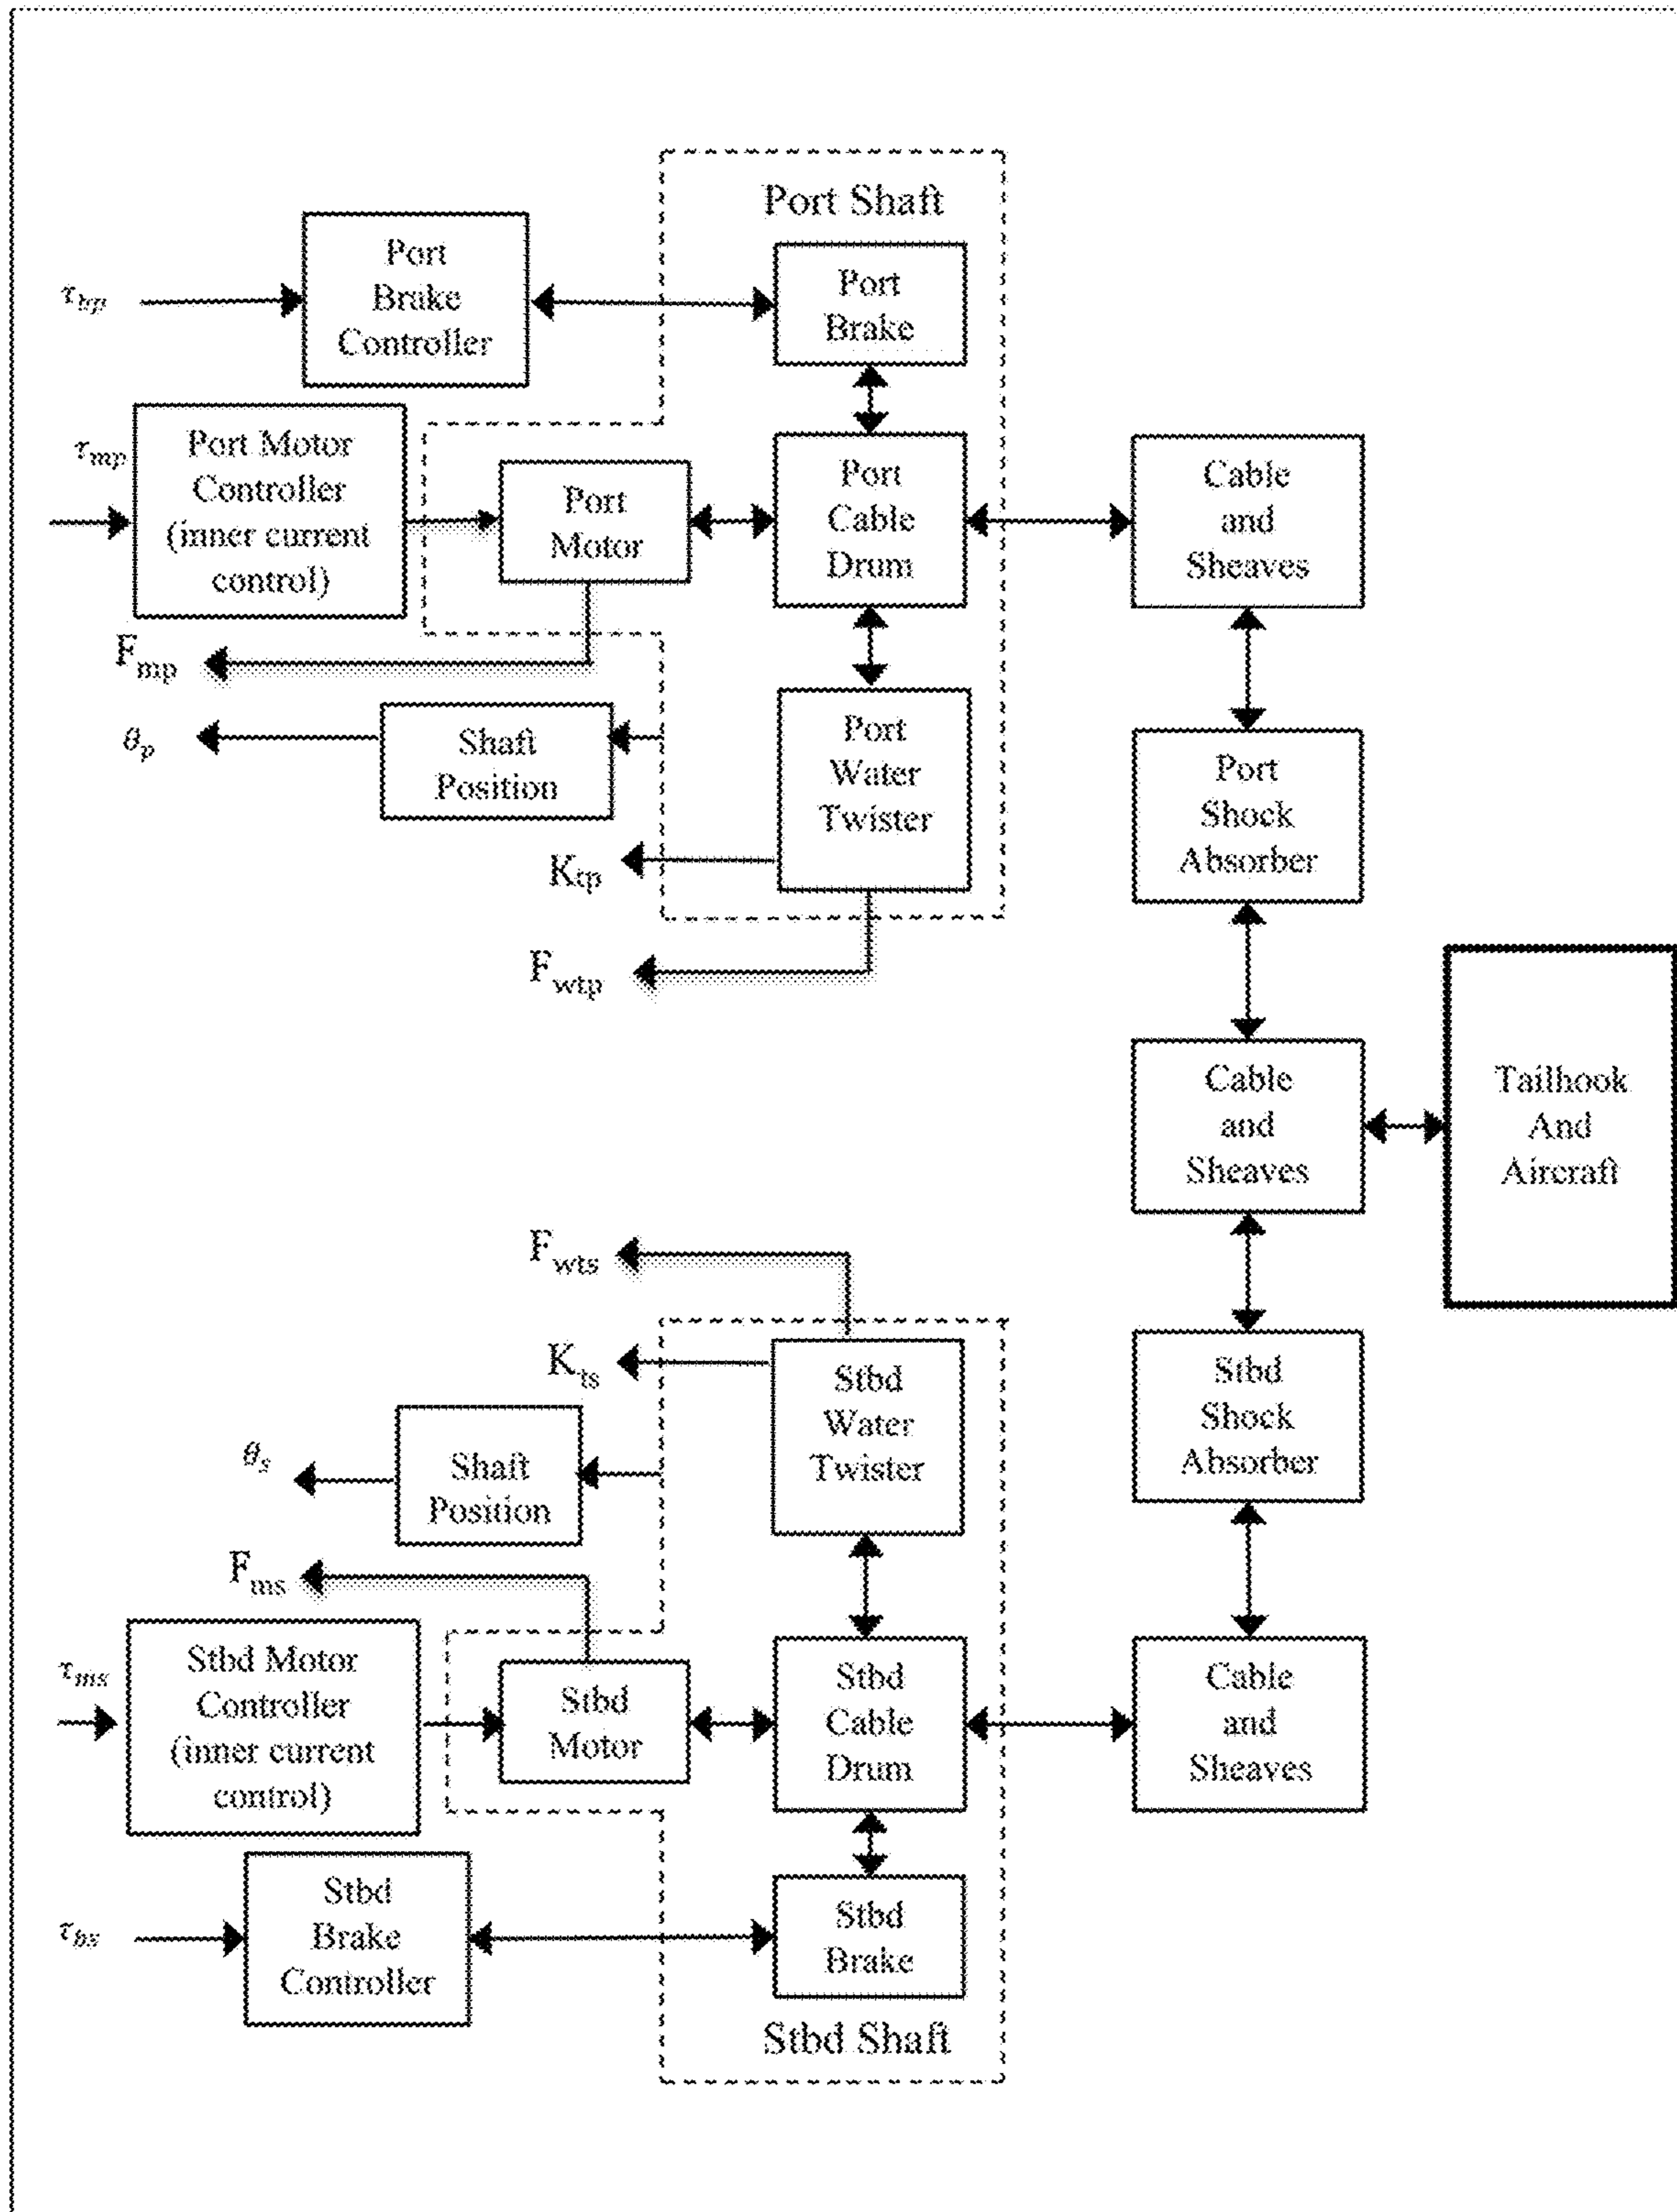 Port Shaft
Port
Brake
Controller
Port
Brake
τbp
τmp
Port Motor
Controller
(inner current
control)
Port
Motor
Port
Cable
Drum
Cable
and
Sheaves
Fmp
θp
Shaft
Position
Port
Water
Twister
Port
Shock
Absorber
Ktp
Fwtp
Cable
and
Sheaves
Tailhook
And
Aircraft
Fwts
Kts
Stbd
Water
Twister
Stbd
Shock
Absorber
θs
Shaft
Position
Fms
τms
Stbd Motor
Controller
(inner current
control)
Stbd
Motor
Stbd
Cable
Drum
Cable
and
Sheaves
τbs
Stbd
Brake
Controller
Stbd
Brake
Stbd Shaft